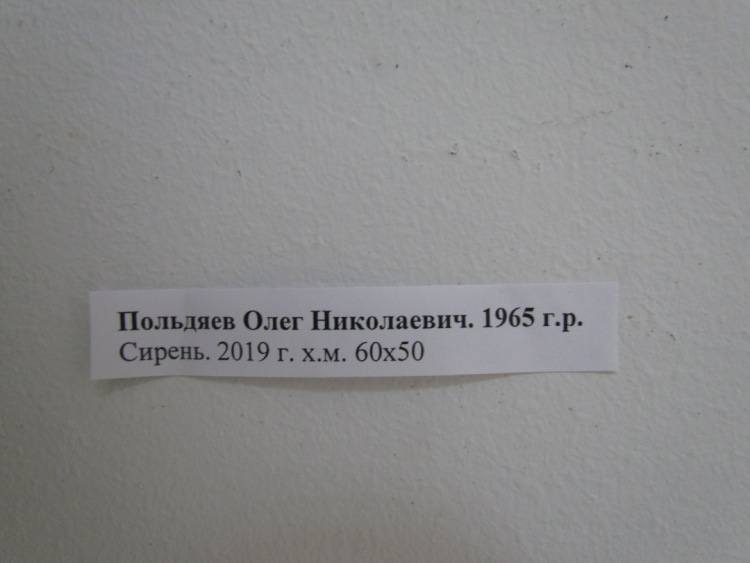 Польдяев Олег Николаевич. 1965 г.р.
Сирень. 2019 г. х.м. 60х50